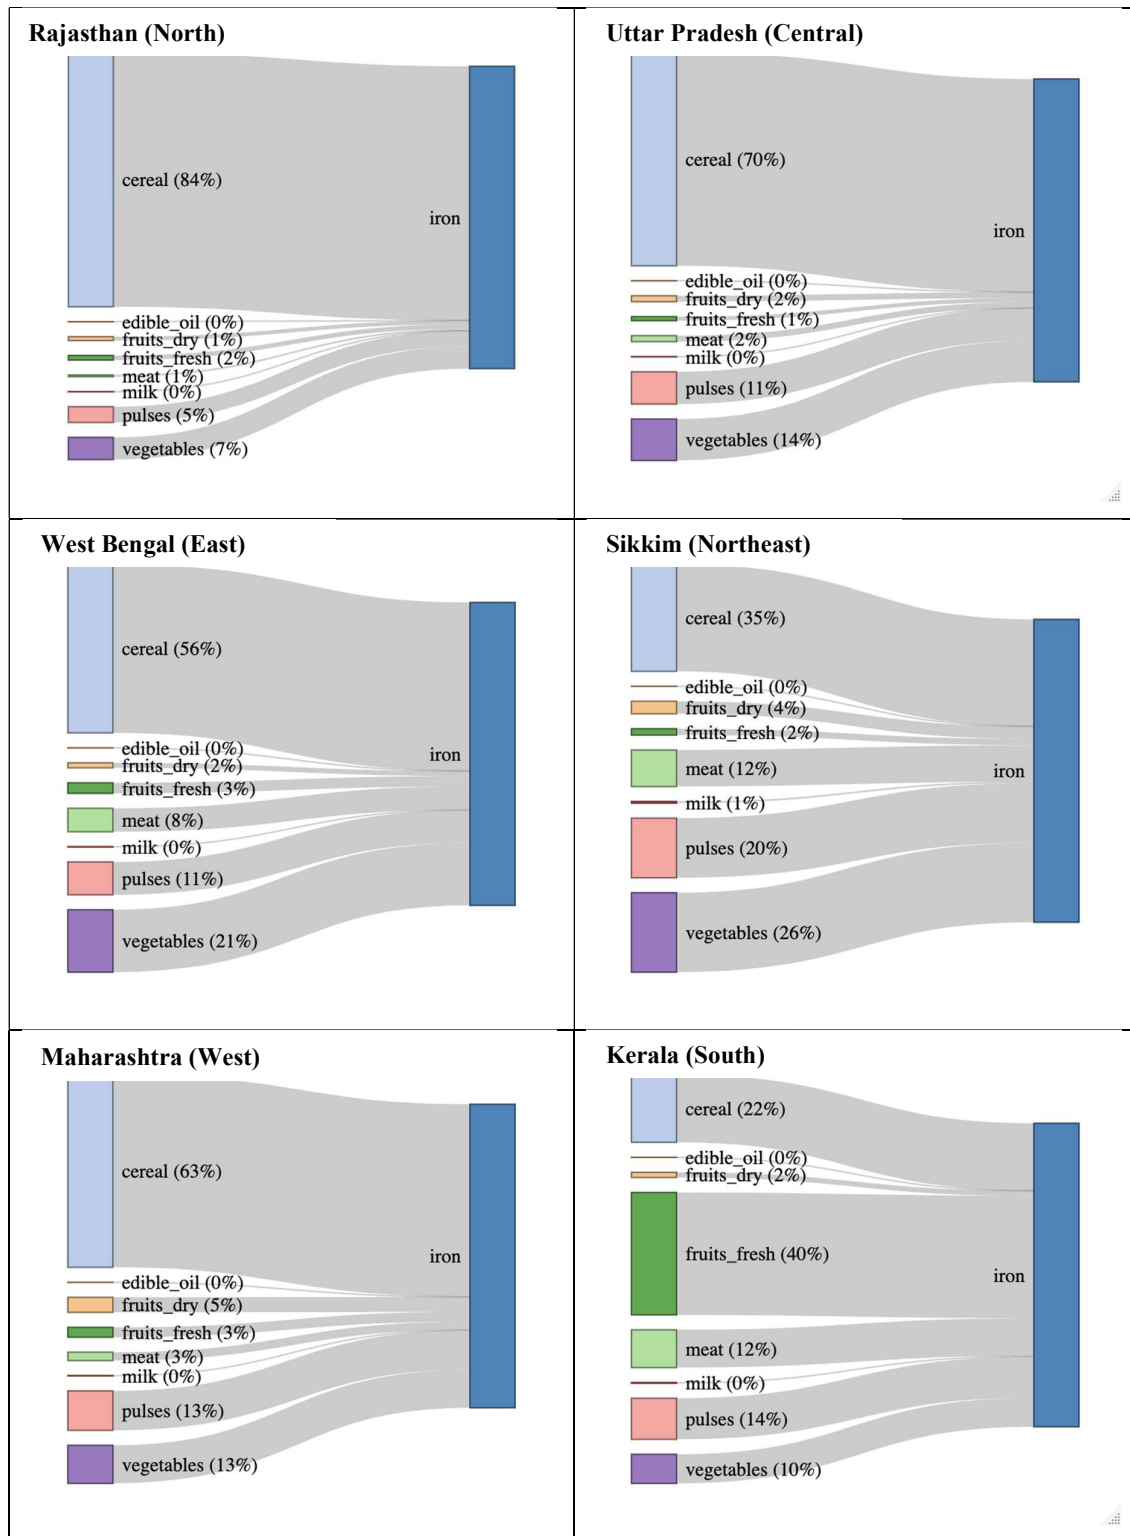 Rajasthan (North)
cereal (84%)
iron
edible_oil (0%)
fruits_dry (1%)
fruits_fresh (2%)
meat (1%)
milk (0%)
pulses (5%)
vegetables (7%)
Uttar Pradesh (Central)
cereal (70%)
iron
edible_oil (0%)
fruits_dry (2%)
fruits_fresh (1%)
meat (2%)
milk (0%)
pulses (11%)
vegetables (14%)
West Bengal (East)
cereal (56%)
edible_oil (0%)
iron
fruits_dry (2%)
fruits_fresh (3%)
meat (8%)
milk (0%)
pulses (11%)
vegetables (21%)
Sikkim (Northeast)
cereal (35%)
edible_oil (0%)
fruits_dry (4%)
fruits_fresh (2%)
meat (12%)
iron
milk (1%)
pulses (20%)
vegetables (26%)
Maharashtra (West)
cereal (63%)
iron
edible_oil (0%)
fruits_dry (5%)
fruits_fresh (3%)
meat (3%)
milk (0%)
pulses (13%)
vegetables (13%)
Kerala (South)
cereal (22%)
edible_oil (0%)
fruits_dry (2%)
fruits_fresh (40%)
iron
meat (12%)
milk (0%)
pulses (14%)
vegetables (10%)